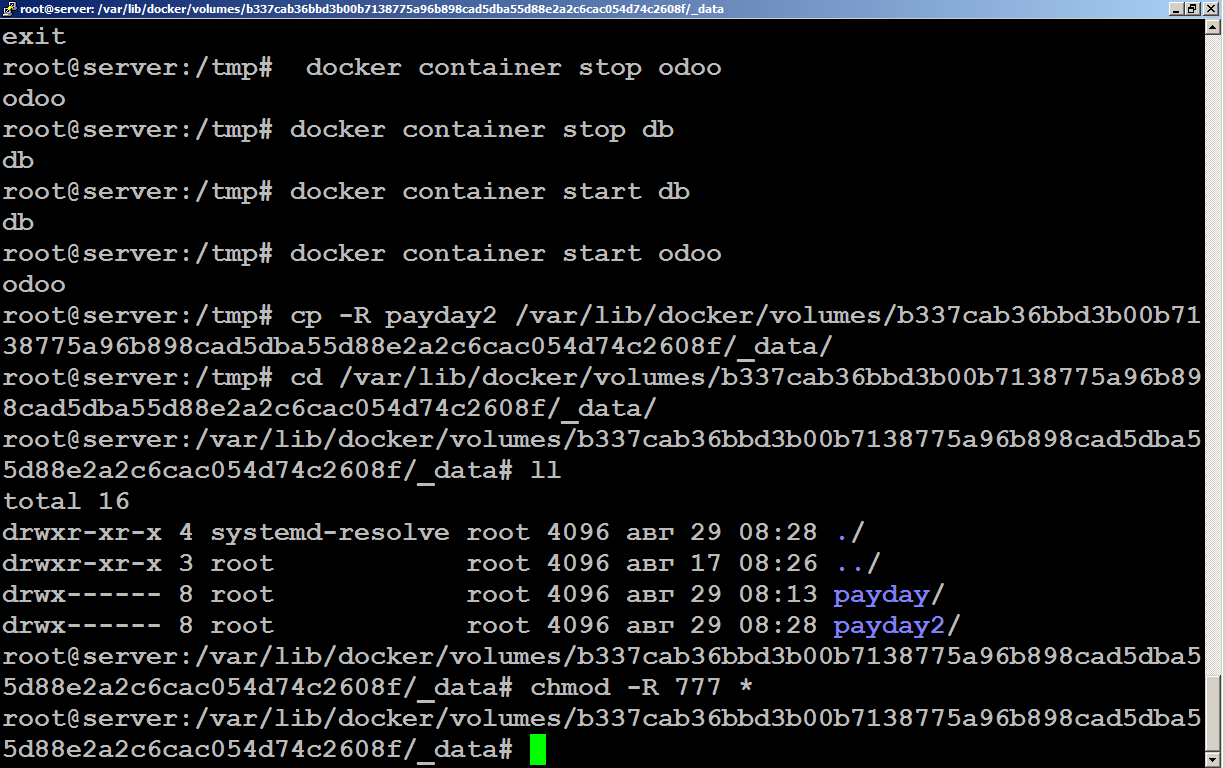 root@server: /var/lib/docker/volumes/b337cab36bbd3b00b7138775a96b898cad5dba55d88e2a2c6cac054d74c2608f/_data
exit
root@server:/tmp#  docker container stop odoo
odoo
root@server:/tmp# docker container stop db
db
root@server:/tmp# docker container start db
db
root@server:/tmp# docker container start odoo
odoo
root@server:/tmp# cp -R payday2 /var/lib/docker/volumes/b337cab36bbd3b00b71
38775a96b898cad5dba55d88e2a2c6cac054d74c2608f/_data/
root@server:/tmp# cd /var/lib/docker/volumes/b337cab36bbd3b00b7138775a96b89
8cad5dba55d88e2a2c6cac054d74c2608f/_data/
root@server:/var/lib/docker/volumes/b337cab36bbd3b00b7138775a96b898cad5dba5
5d88e2a2c6cac054d74c2608f/_data# ll
total 16
drwxr-xr-x 4 systemd-resolve root 4096 авг 29 08:28 ./
drwxr-xr-x 3 root            root 4096 авг 17 08:26 ../
drwx------ 8 root            root 4096 авг 29 08:13 payday/
drwx------ 8 root            root 4096 авг 29 08:28 payday2/
root@server:/var/lib/docker/volumes/b337cab36bbd3b00b7138775a96b898cad5dba5
5d88e2a2c6cac054d74c2608f/_data# chmod -R 777 *
root@server:/var/lib/docker/volumes/b337cab36bbd3b00b7138775a96b898cad5dba5
5d88e2a2c6cac054d74c2608f/_data#